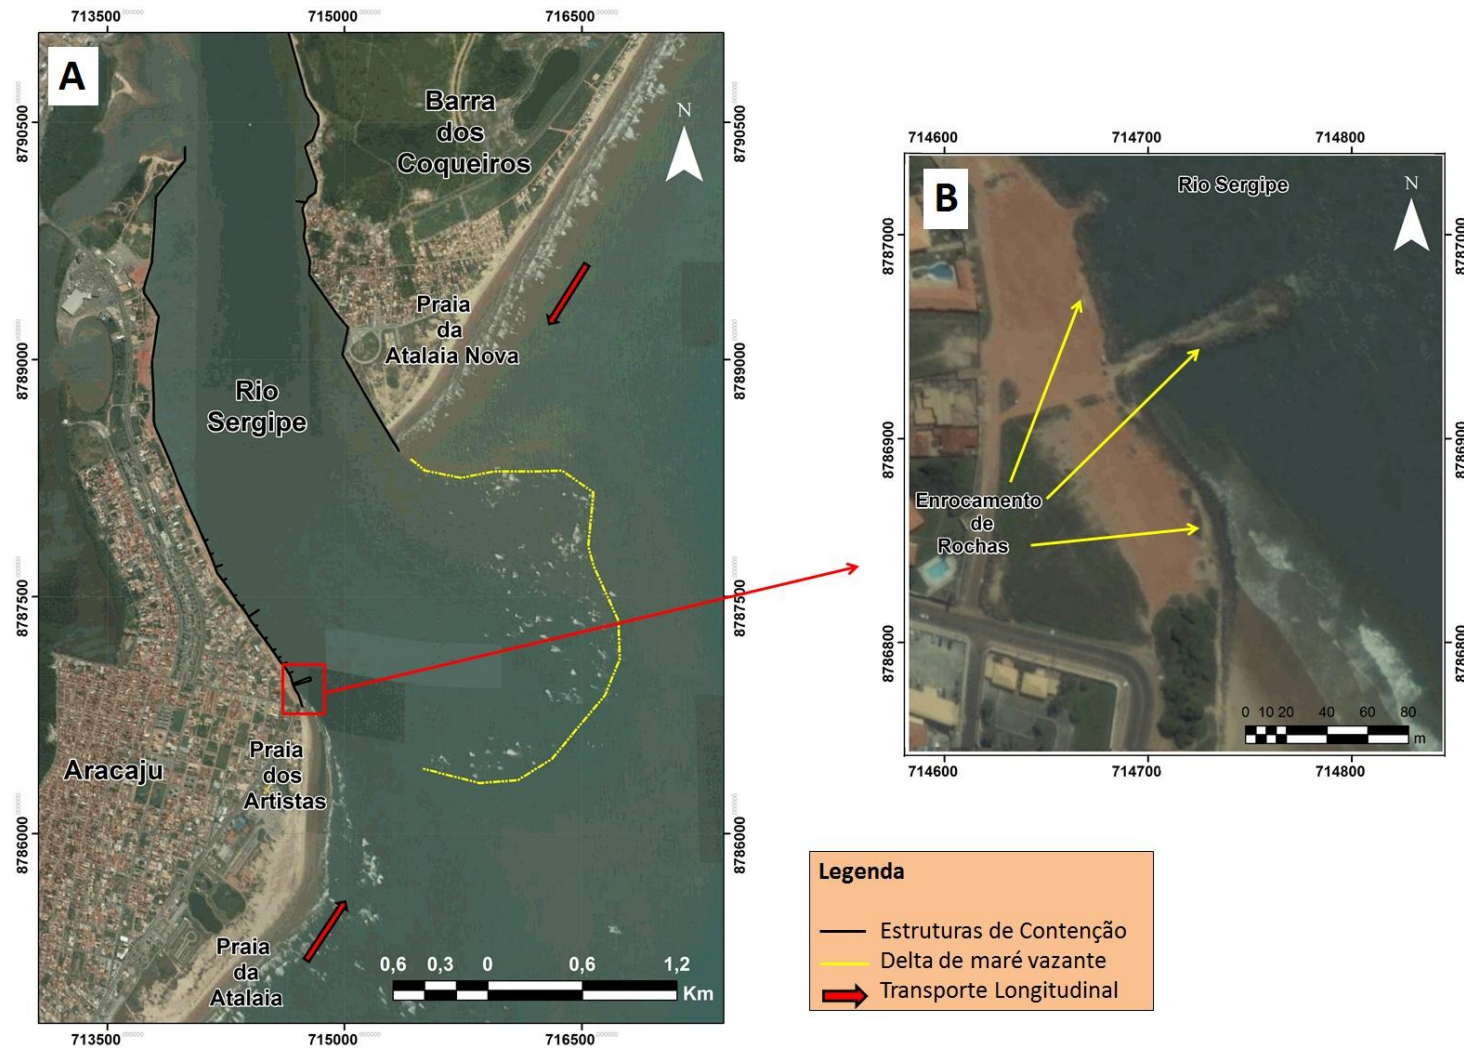 713500
715000
716500
A
8790500
8789000
8787500
8786000
Barra
dos
Coqueiros
N
Praia
da
Atalaia Nova
Rio
Sergipe
Aracaju
Praia
dos
Artistas
Praia
da
Atalaia
0,6 0,3 0 0,6 1,2
Km
8790500
8789000
8787500
8786000
713500
715000
716500
714600
714700
714800
B
Rio Sergipe
N
8787000
8786900
8786800
Enrocamento
de
Rochas
0 10 20 40 60 80
m
8787000
8786900
8786800
714600
714700
714800
Legenda
Estruturas de Contenção
Delta de maré vazante
Transporte Longitudinal